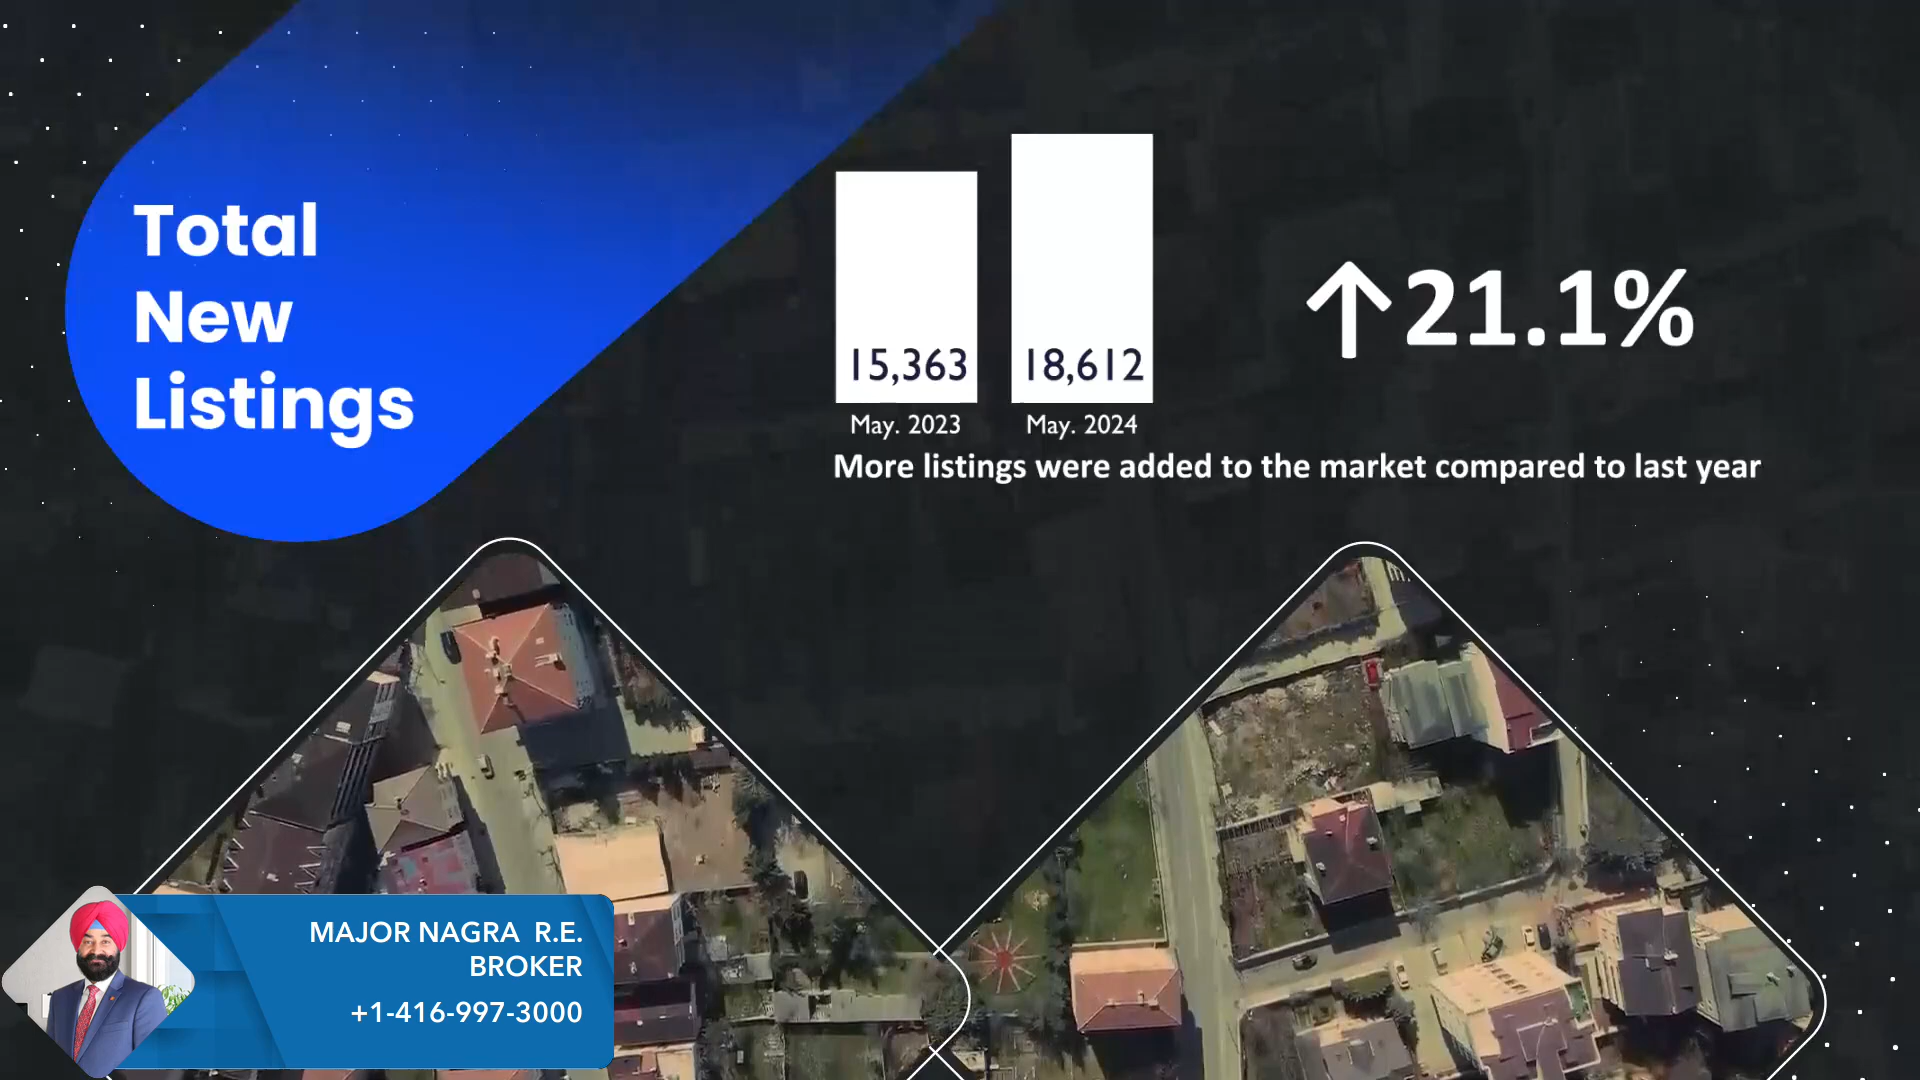 Total
New
Listings
15,363
18,612
May. 2023
May. 2024
↑21.1%
More listings were added to the market compared to last year
MAJOR NAGRA R.E.
BROKER
+1-416-997-3000